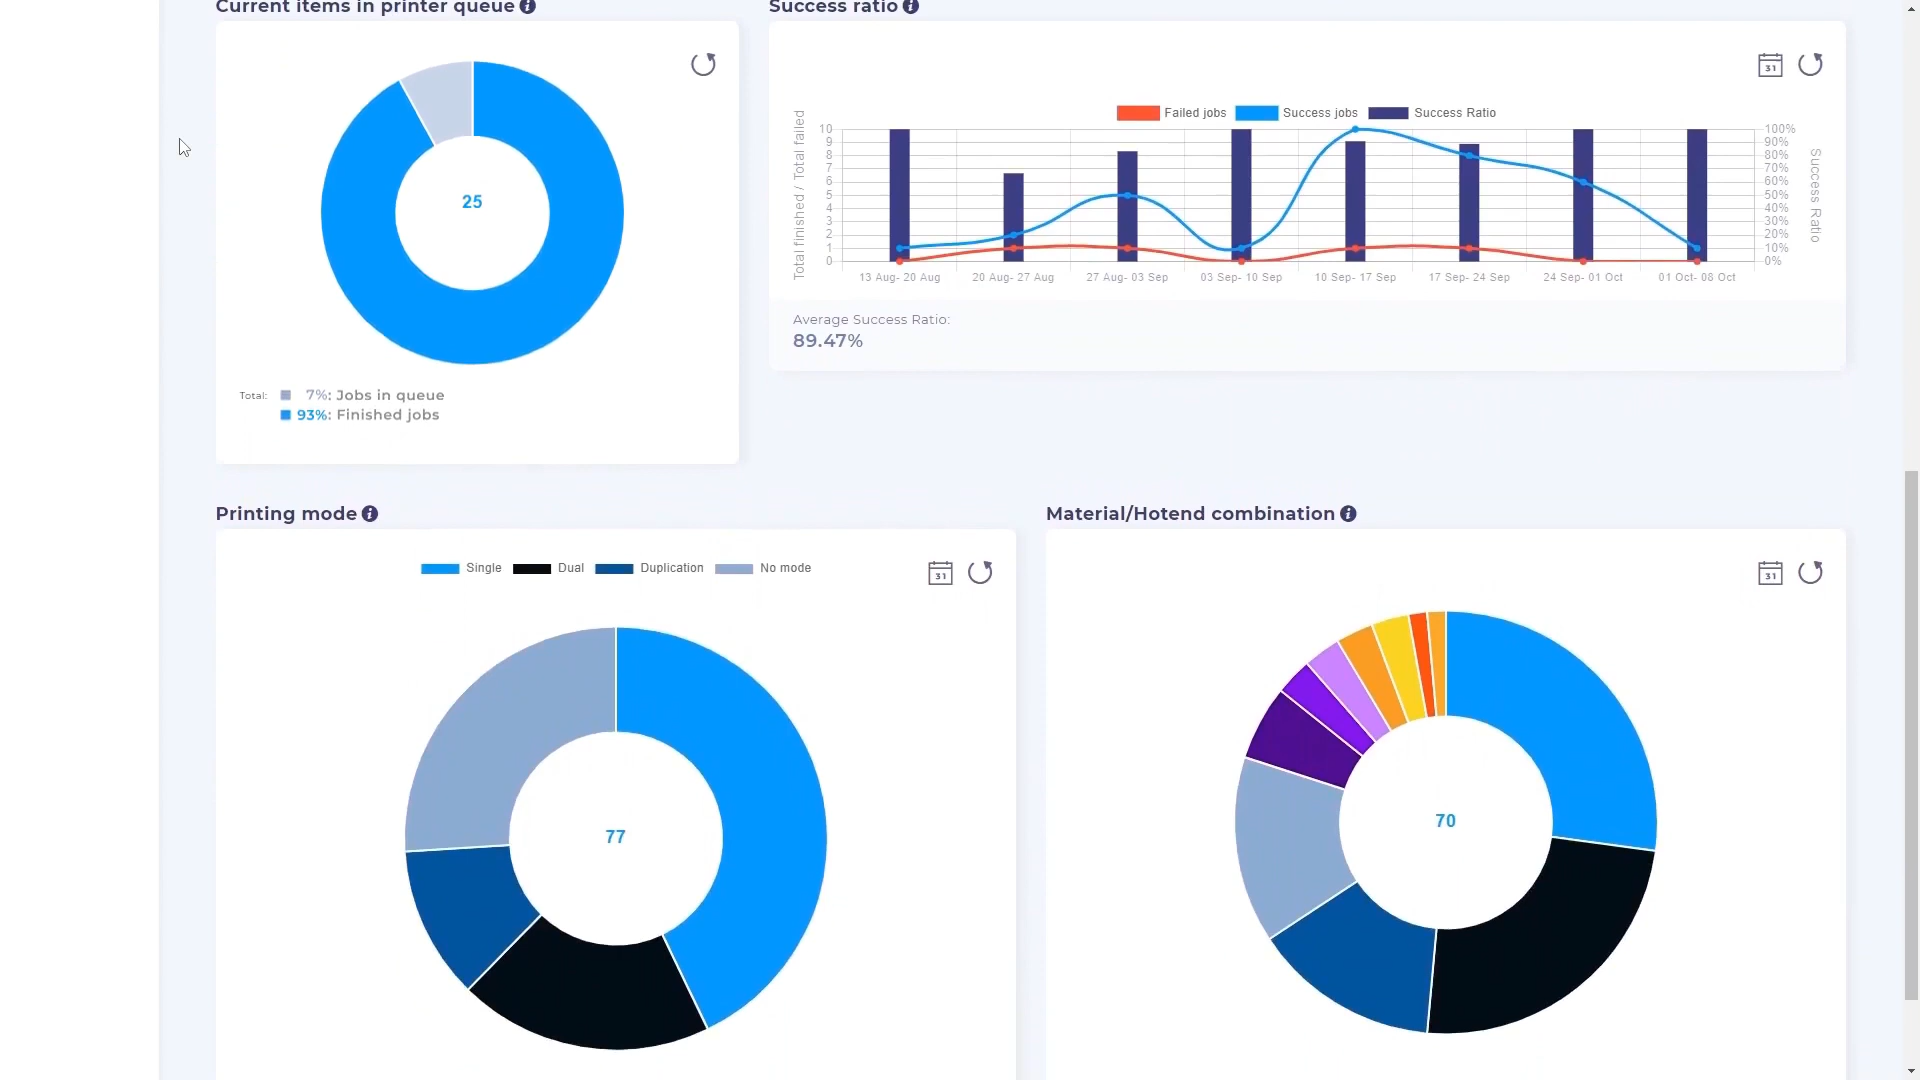 Current items in printer queue
25
Total: 7%: Jobs in queue
93%: Finished jobs
Success ratio
31
Failed jobs Success jobs Success Ratio
Total finished / Total failed
10
9
8
7
6
5
4
3
2
1
0
100%
90%
80%
70%
60%
50%
40%
30%
20%
10%
0%
Success Ratio
13 Aug- 20 Aug 20 Aug- 27 Aug 27 Aug- 03 Sep 03 Sep- 10 Sep 10 Sep- 17 Sep 17 Sep- 24 Sep 24 Sep- 01 Oct 01 Oct- 08 Oct
Average Success Ratio:
89.47%
Printing mode
Single Dual Duplication No mode
31
77
Material/Hotend combination
31
70